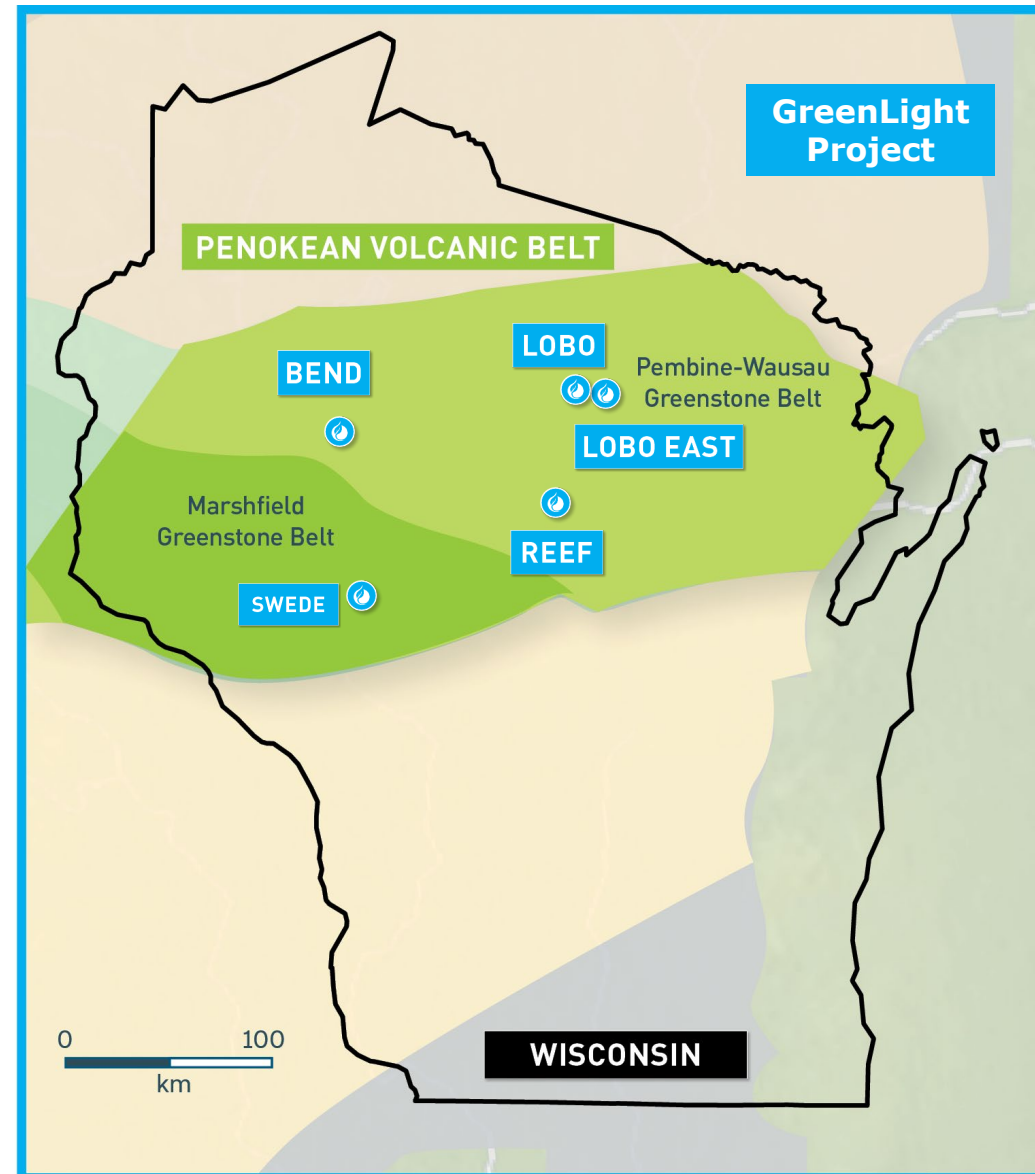 GreenLight
Project
PENOKEAN VOLCANIC BELT
BEND
LOBO
Pembine-Wausau
Greenstone Belt
LOBO EAST
Marshfield
Greenstone Belt
REEF
SWEDE
0 100
km
WISCONSIN